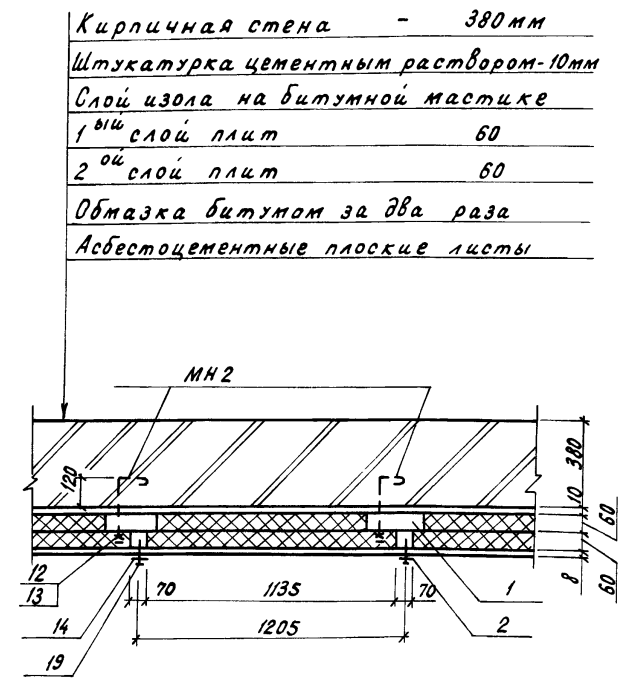 Кирпичная стена - 380мм
Штукатурка цементным раствором-10мм
Слой изола на битумной мастике
1ый слой плит 60
2ой слой плит 60
Обмазка битумом за два раза
Асбестоцементные плоские листы
МН2
120
380
10
60
12
13
70
1135
70
1
8
60
14
1205
2
19